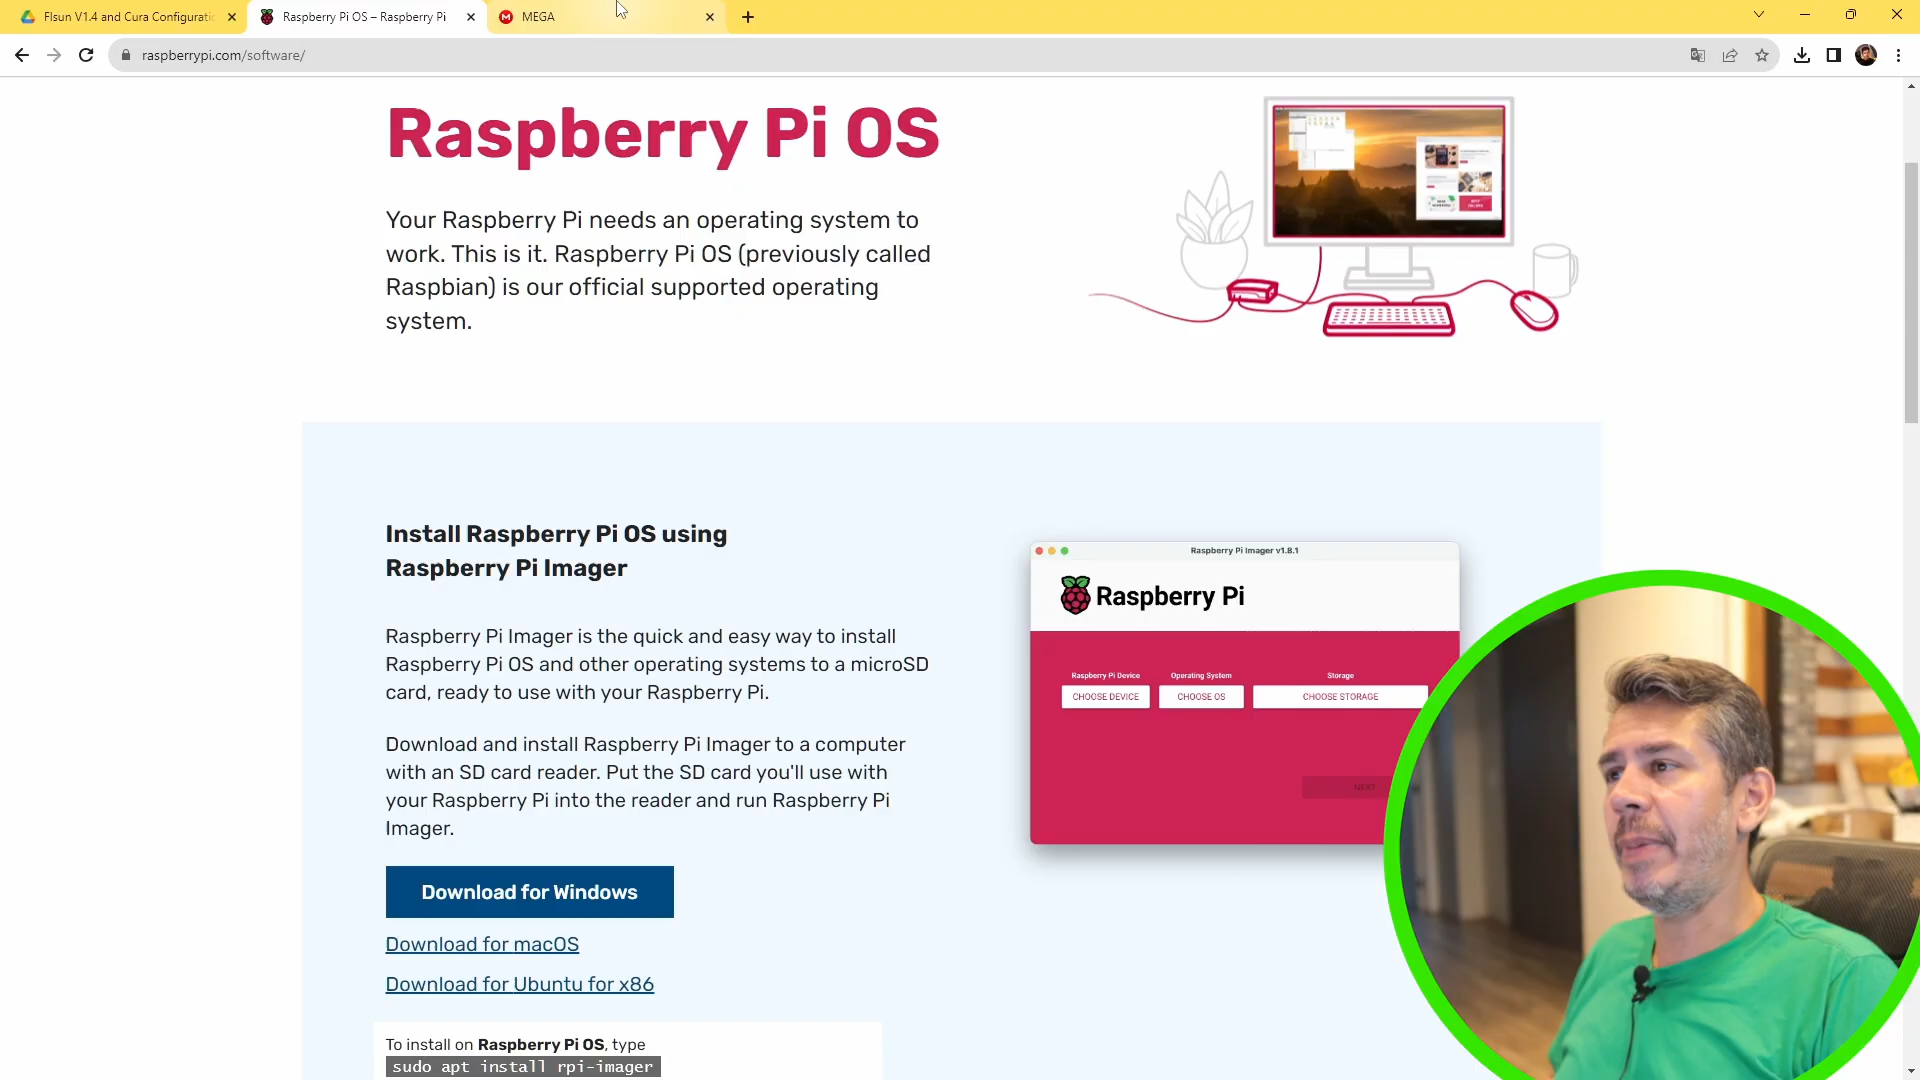 Flsun V1.4 and Cura Configurati
Raspberry Pi OS – Raspberry Pi
MEGA
raspberrypi.com/software/
Raspberry Pi OS
Your Raspberry Pi needs an operating system to
work. This is it. Raspberry Pi OS (previously called
Raspbian) is our official supported operating
system.
Install Raspberry Pi OS using
Raspberry Pi Imager
Raspberry Pi Imager is the quick and easy way to install
Raspberry Pi OS and other operating systems to a microSD
card, ready to use with your Raspberry Pi.
Download and install Raspberry Pi Imager to a computer
with an SD card reader. Put the SD card you'll use with
your Raspberry Pi into the reader and run Raspberry Pi
Imager.
Download for Windows
Download for macOS
Download for Ubuntu for x86
To install on Raspberry Pi OS, type
sudo apt install rpi-imager
Raspberry Pi Imager v1.8.1
Raspberry Pi
Raspberry Pi Device
Operating System
Storage
CHOOSE DEVICE
CHOOSE OS
CHOOSE STORAGE
NEXT